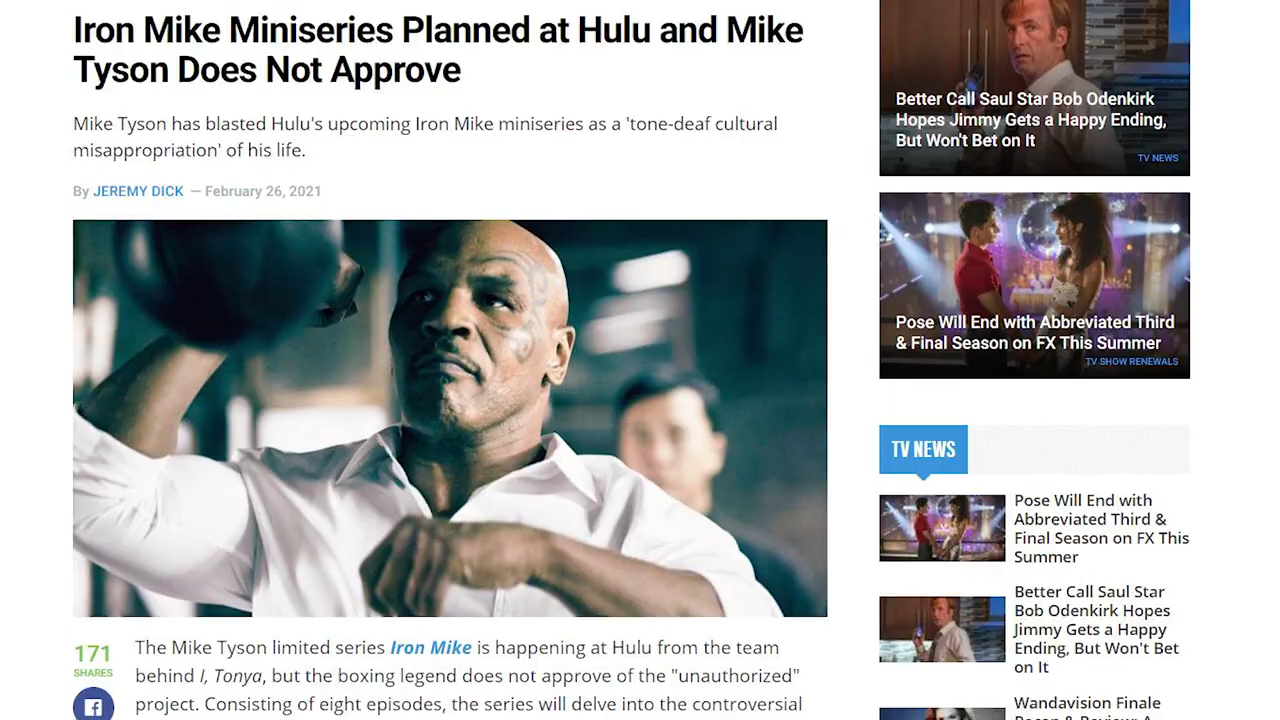 Iron Mike Miniseries Planned at Hulu and Mike
Tyson Does Not Approve
Mike Tyson has blasted Hulu's upcoming Iron Mike miniseries as a 'tone-deaf cultural
misappropriation' of his life.
By JEREMY DICK — February 26, 2021
171
SHARES
The Mike Tyson limited series Iron Mike is happening at Hulu from the team
behind I, Tonya, but the boxing legend does not approve of the "unauthorized"
project. Consisting of eight episodes, the series will delve into the controversial
Better Call Saul Star Bob Odenkirk
Hopes Jimmy Gets a Happy Ending,
But Won't Bet on It
TV NEWS
Pose Will End with Abbreviated Third
& Final Season on FX This Summer
TV SHOW RENEWALS
TV NEWS
Pose Will End with
Abbreviated Third &
Final Season on FX This
Summer
Better Call Saul Star
Bob Odenkirk Hopes
Jimmy Gets a Happy
Ending, But Won't Bet
on It
Wandavision Finale